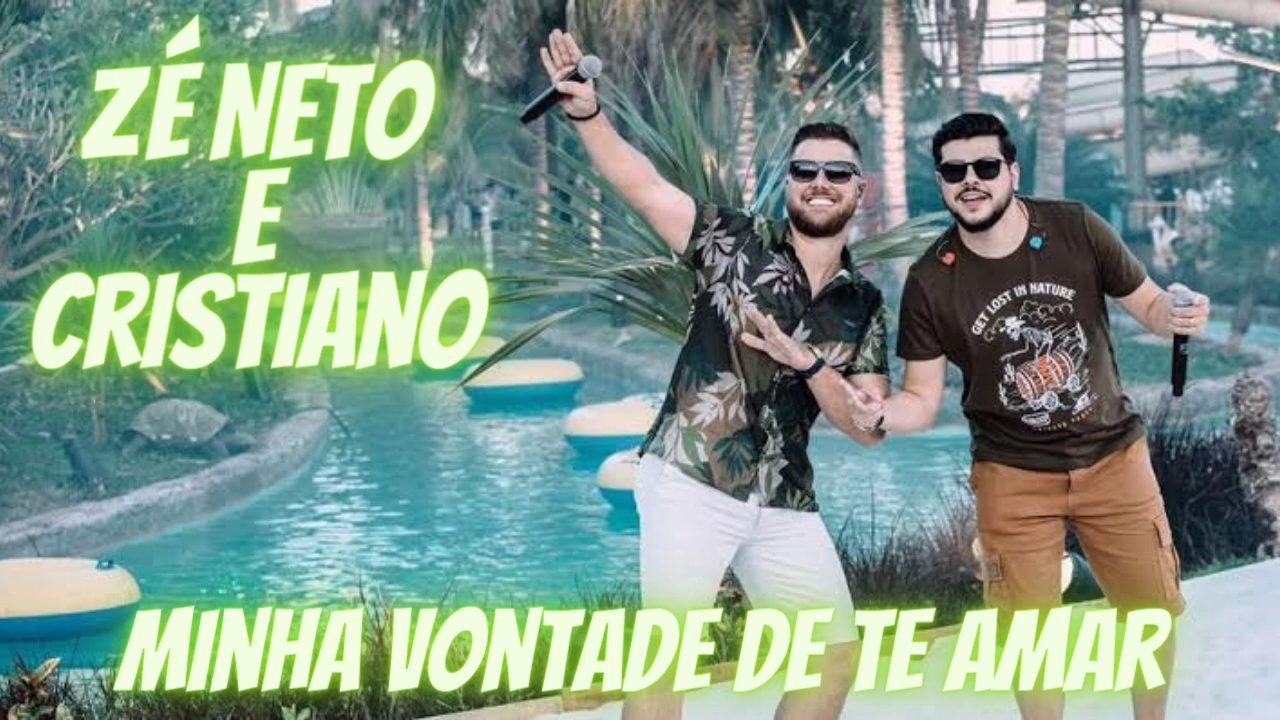 ZÉ NETO
E
CRISTIANO
GET LOST IN NATURE
MINHA VONTADE DE TE AMAR